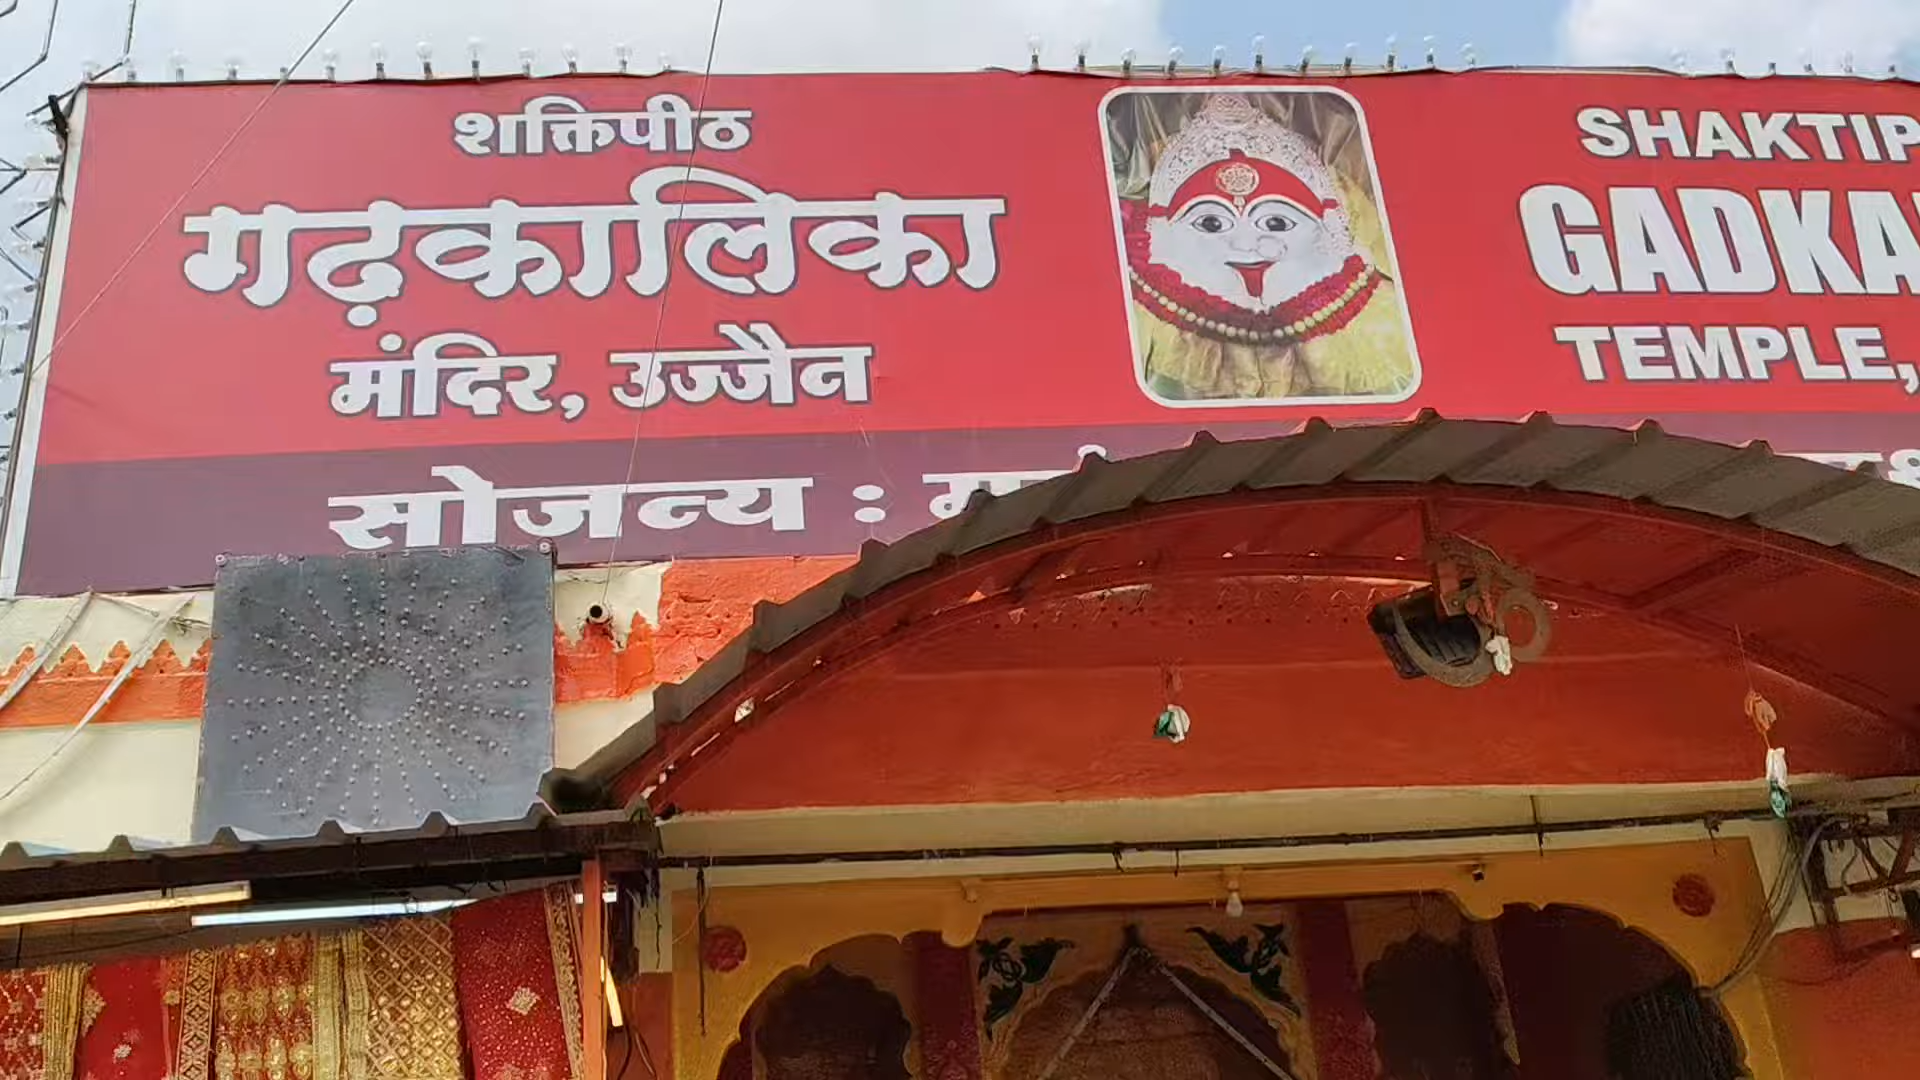 शक्तिपीठ
गढ़कालिका
मंदिर, उज्जैन
सोजन्य :
SHAKTIP
GADKA
TEMPLE,